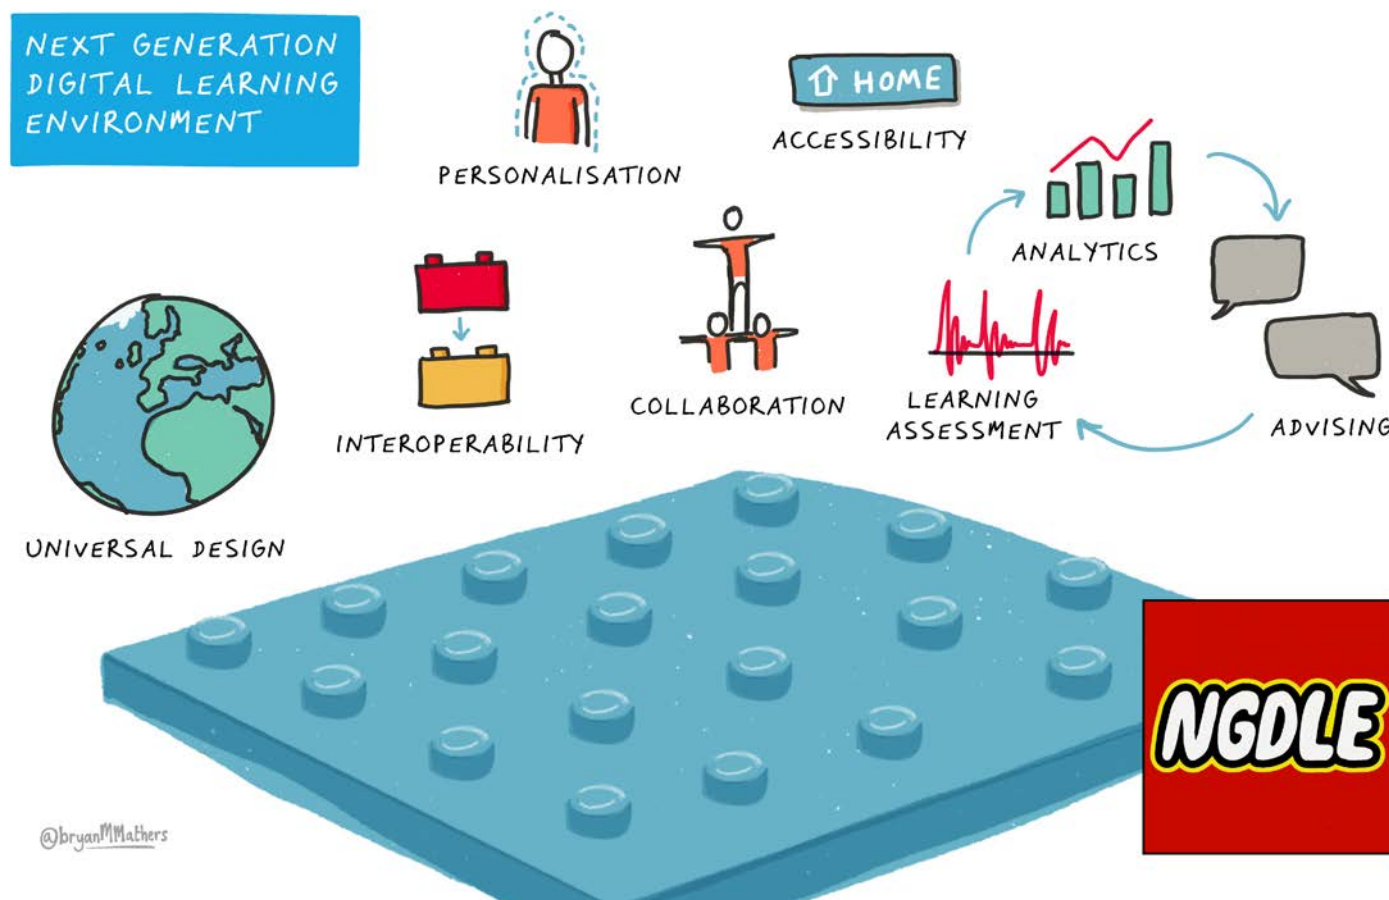 NEXT GENERATION
DIGITAL LEARNING
ENVIRONMENT
PERSONALISATION
HOME
ACCESSIBILITY
ANALYTICS
INTEROPERABILITY
COLLABORATION
LEARNING
ASSESSMENT
ADVISING
UNIVERSAL DESIGN
NGDLE
@bryanMMathers